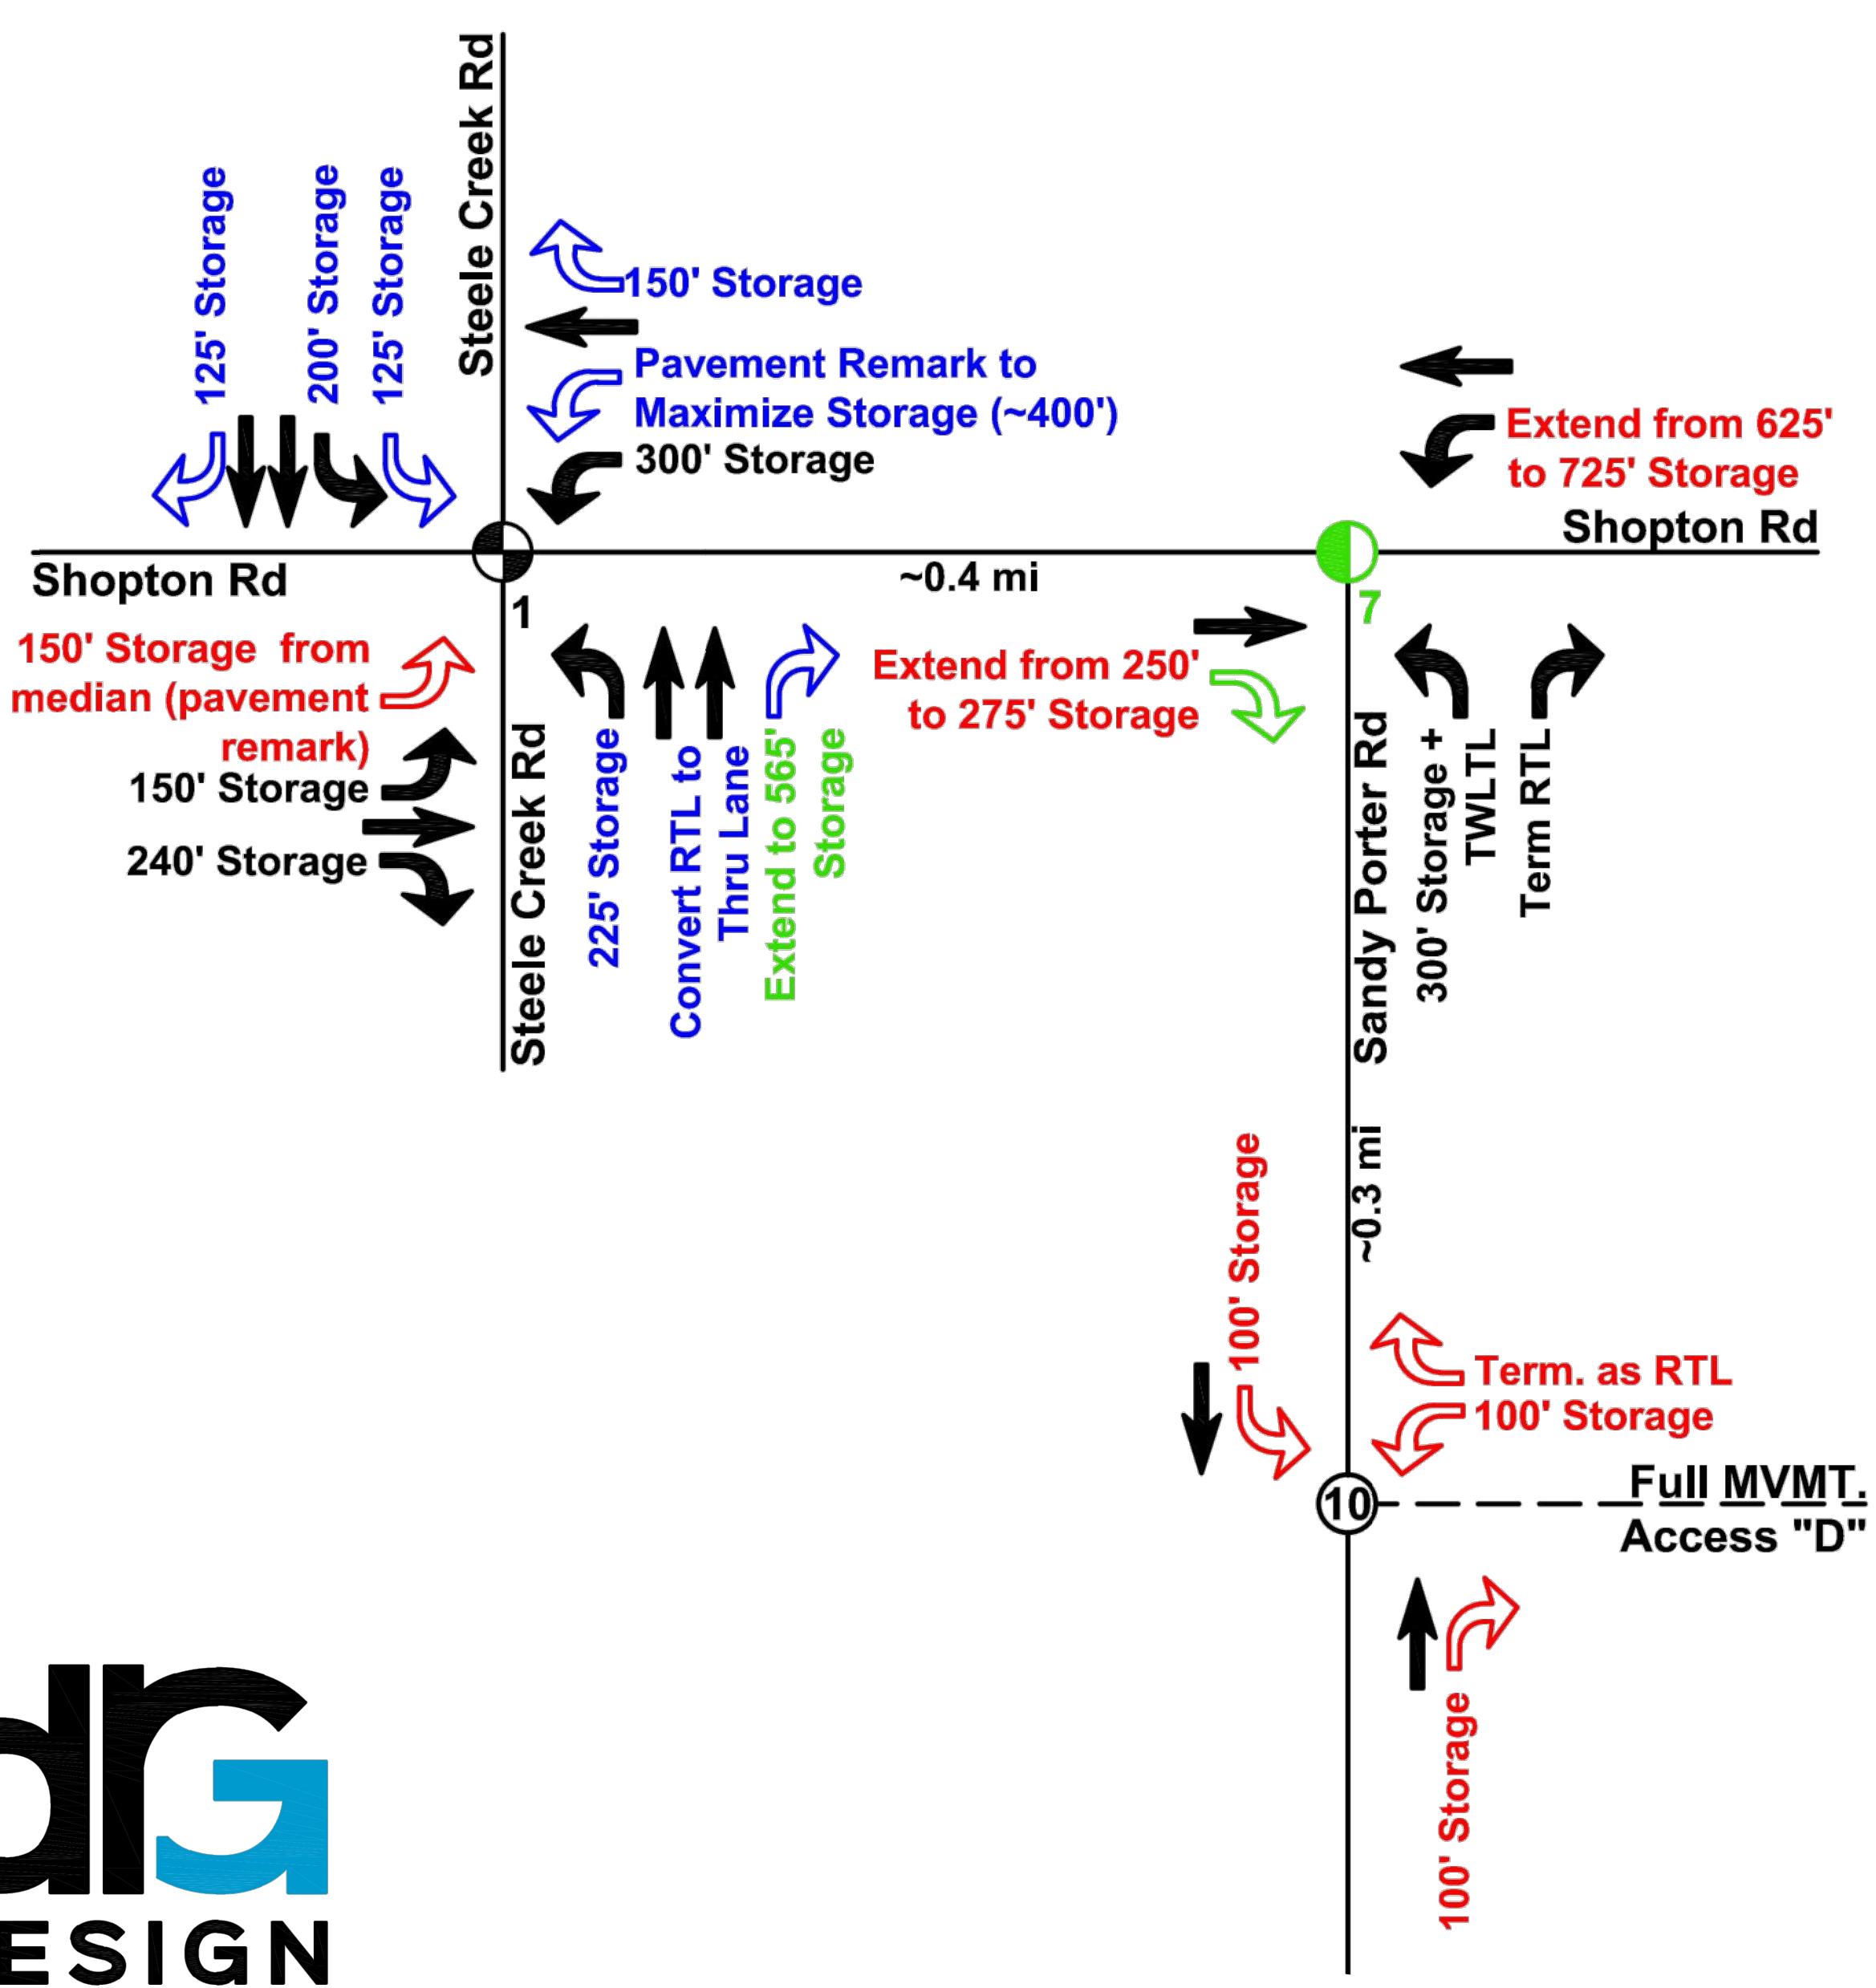 Steele Creek Rd
125' Storage
200' Storage
125' Storage
150' Storage
Pavement Remark to
Maximize Storage (~400')
300' Storage
Extend from 625'
to 725' Storage
Shopton Rd
Shopton Rd
~0.4 mi
1
7
150' Storage from
median (pavement
remark)
150' Storage
240' Storage
Steele Creek Rd
225' Storage
Convert RTL to
Thru Lane
Extend to 565'
Storage
Extend from 250'
to 275' Storage
Sandy Porter Rd
300' Storage +
TWLTL
Term RTL
~0.3 mi
100' Storage
Term. as RTL
100' Storage
10
Full MVMT.
Access "D"
100' Storage
ESIGN